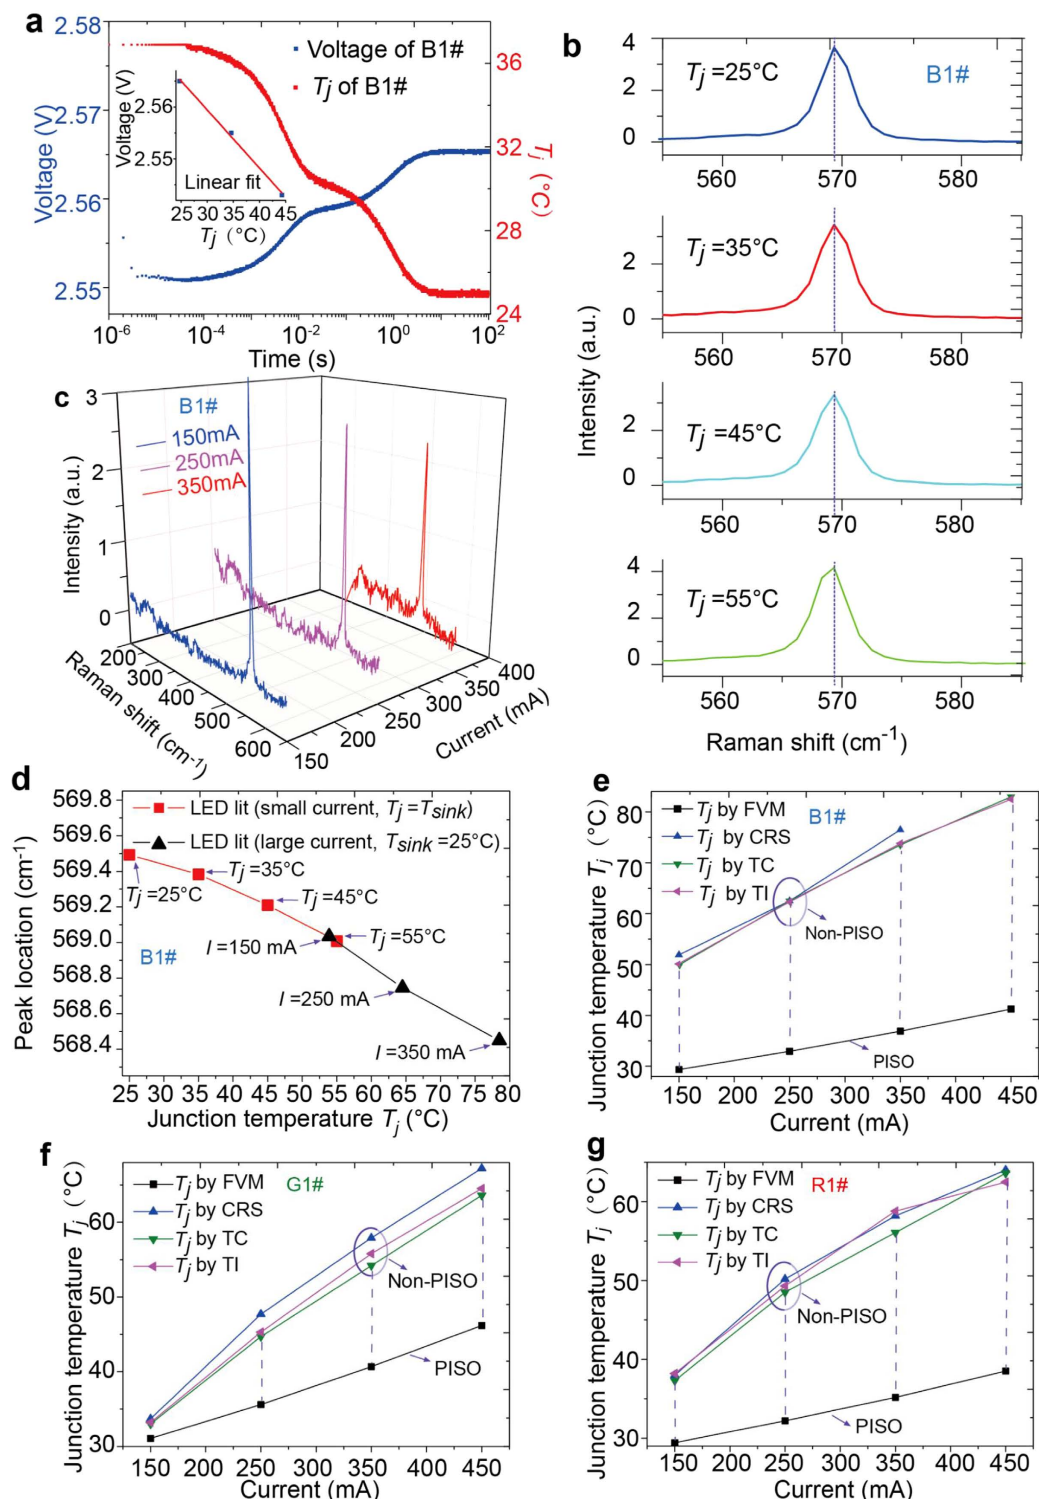 a
2.58
2.57
2.56
2.55
Voltage (V)
Voltage of B1#
Tj of B1#
36
32
28
24
Tj (°C)
Voltage (V)
2.56
2.55
Linear fit
25 30 35 40 45
Tj (°C)
10-6 10-4 10-2 100 102
Time (s)
b
Intensity (a.u.)
4
2
0
Tj =25°C
B1#
560 570 580
2
0
Tj =35°C
560 570 580
2
0
Tj =45°C
560 570 580
4
2
0
Tj =55°C
560 570 580
Raman shift (cm-1)
c
3
2
1
0
Intensity (a.u.)
B1#
150mA
250mA
350mA
200
300
400
500
600
Raman shift (cm-1)
150
200
250
300
350
400
Current (mA)
d
569.8
569.6
569.4
569.2
569.0
568.8
568.6
568.4
Peak location (cm-1)
LED lit (small current, Tj =Tsink)
LED lit (large current, Tsink =25°C)
Tj =25°C
Tj =35°C
Tj =45°C
Tj =55°C
I =150 mA
I =250 mA
I =350 mA
B1#
25 30 35 40 45 50 55 60 65 70 75 80
Junction temperature Tj (°C)
e
80
70
60
50
40
30
Junction temperature Tj (°C)
Tj by FVM
Tj by CRS
Tj by TC
Tj by TI
B1#
Non-PISO
PISO
150 200 250 300 350 400 450
Current (mA)
f
60
50
40
30
Junction temperature Tj (°C)
Tj by FVM
Tj by CRS
Tj by TC
Tj by TI
G1#
Non-PISO
PISO
150 200 250 300 350 400 450
Current (mA)
g
60
50
40
30
Junction temperature Tj (°C)
Tj by FVM
Tj by CRS
Tj by TC
Tj by TI
R1#
Non-PISO
PISO
150 200 250 300 350 400 450
Current (mA)